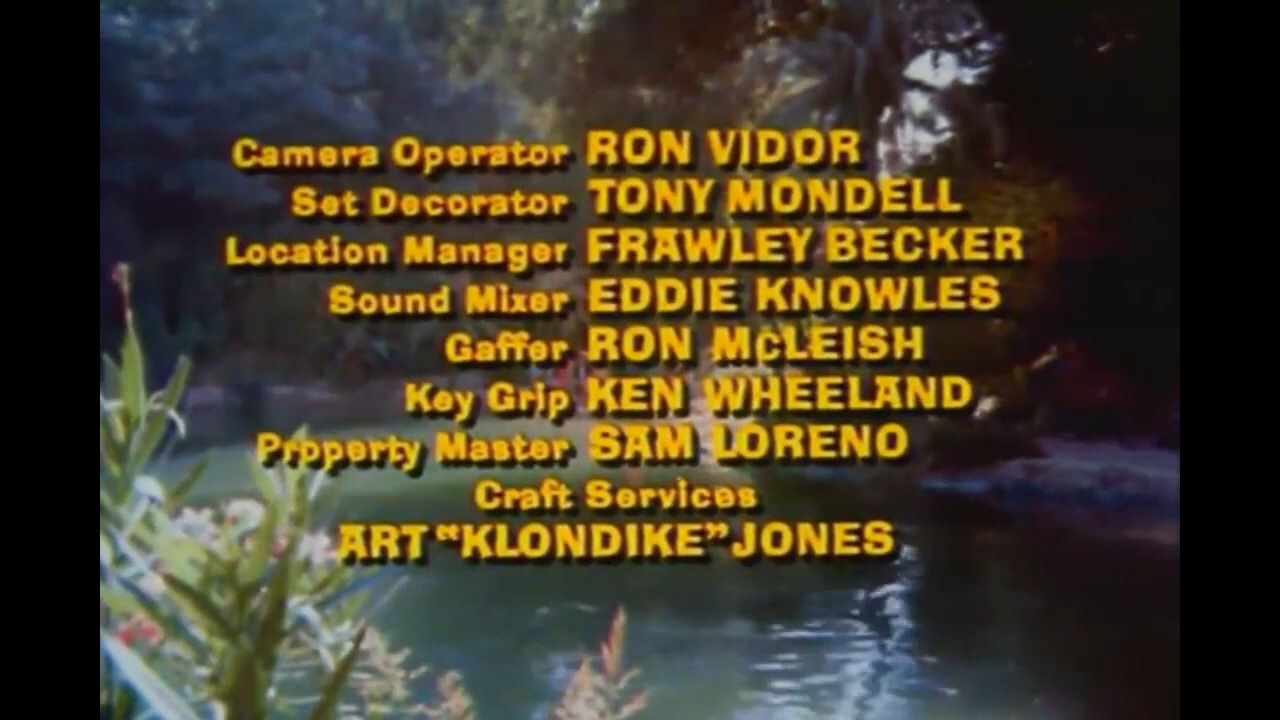 Camera Operator RON VIDOR
Set Decorator TONY MONDELL
Location Manager FRAWLEY BECKER
Sound Mixer EDDIE KNOWLES
Gaffer RON McLEISH
Key Grip KEN WHEELAND
Property Master SAM LORENO
Craft Services
ART "KLONDIKE" JONES